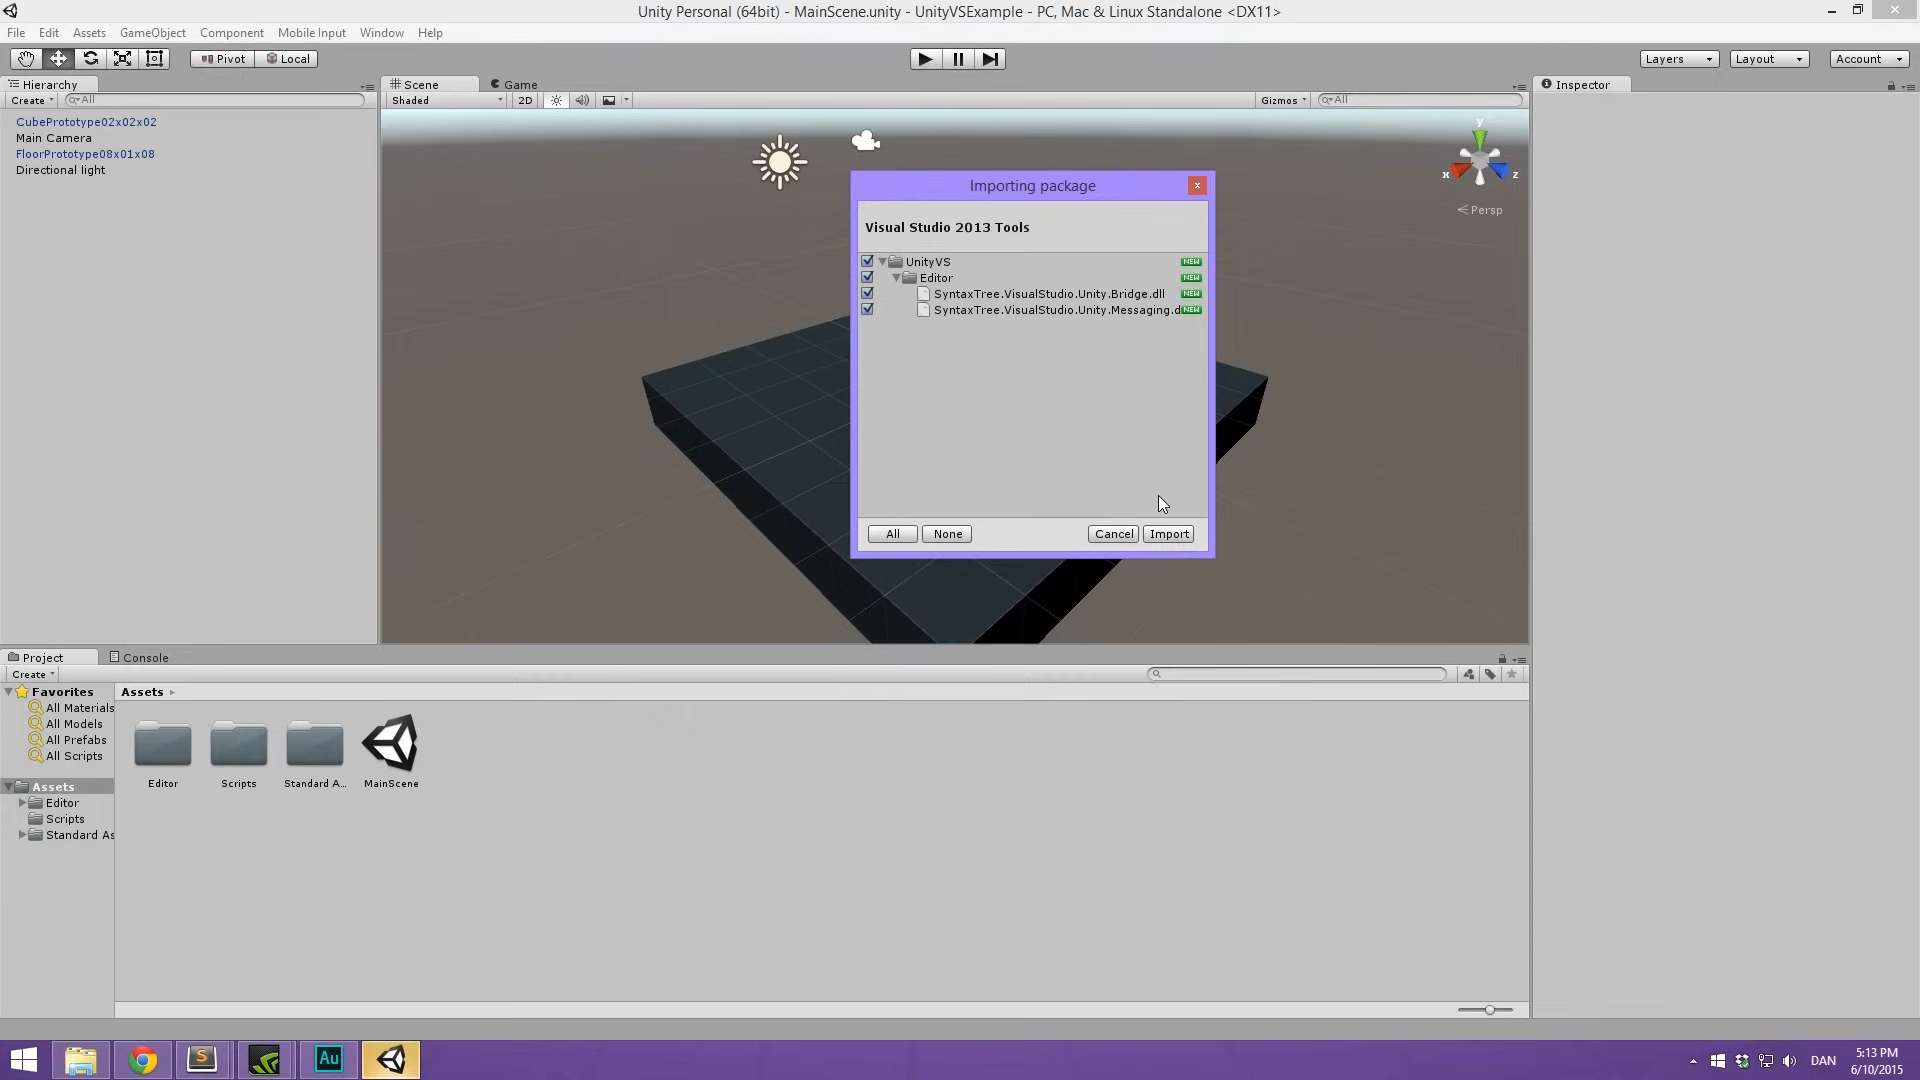 Unity Personal (64bit) - MainScene.unity - UnityVSExample - PC, Mac & Linux Standalone <DX11>
File Edit Assets GameObject Component Mobile Input Window Help
Pivot Local
Layers Layout Account
Hierarchy
Create All
CubePrototype02x02x02
Main Camera
FloorPrototype08x01x08
Directional light
Scene Game
Shaded 2D Gizmos All
y
x z
Persp
Inspector
Importing package
x
Visual Studio 2013 Tools
UnityVS NEW
Editor NEW
SyntaxTree.VisualStudio.Unity.Bridge.dll NEW
SyntaxTree.VisualStudio.Unity.Messaging.d NEW
All None Cancel Import
Project Console
Create
Favorites
All Materials
All Models
All Prefabs
All Scripts
Assets
Editor
Scripts
Standard As
Assets
Editor Scripts Standard A... MainScene
S
Au
DAN
5:13 PM
6/10/2015